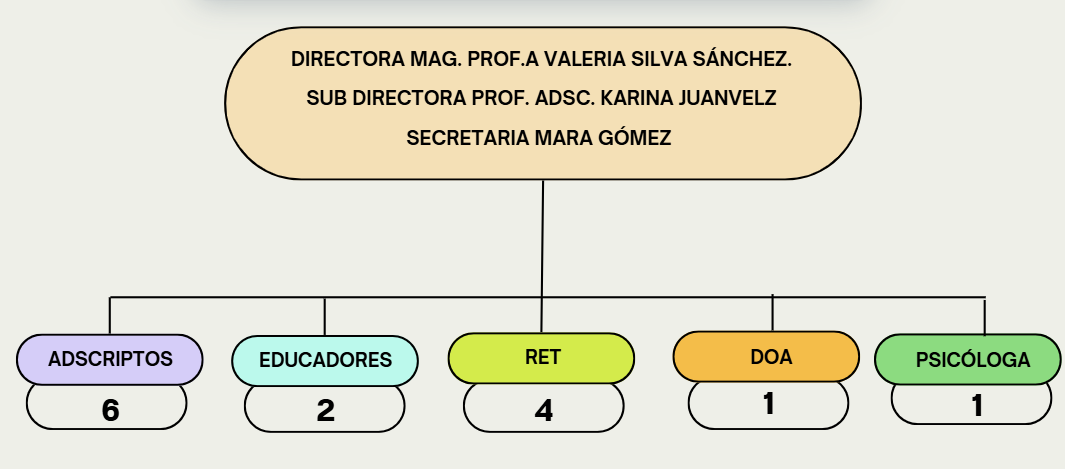 DIRECTORA MAG. PROF.A VALERIA SILVA SÁNCHEZ.
SUB DIRECTORA PROF. ADSC. KARINA JUANVELZ
SECRETARIA MARA GÓMEZ
ADSCRIPTOS
6
EDUCADORES
2
RET
4
DOA
1
PSICÓLOGA
1